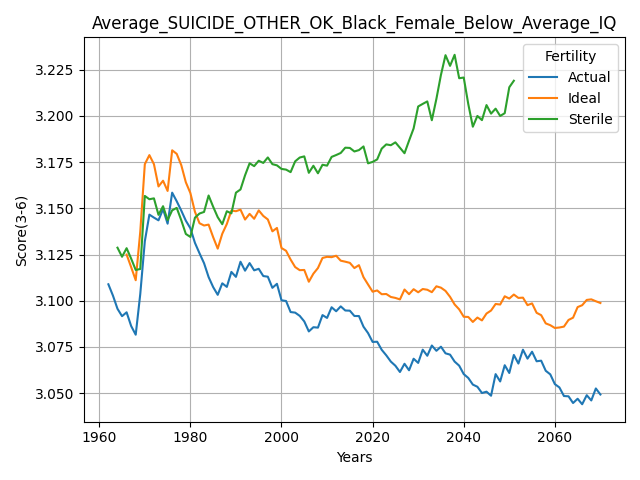 Average_SUICIDE_OTHER_OK_Black_Female_Below_Average_IQ
Fertility
Actual
Ideal
Sterile
Score(3-6)
3.225
3.200
3.175
3.150
3.125
3.100
3.075
3.050
1960
1980
2000
2020
2040
2060
Years